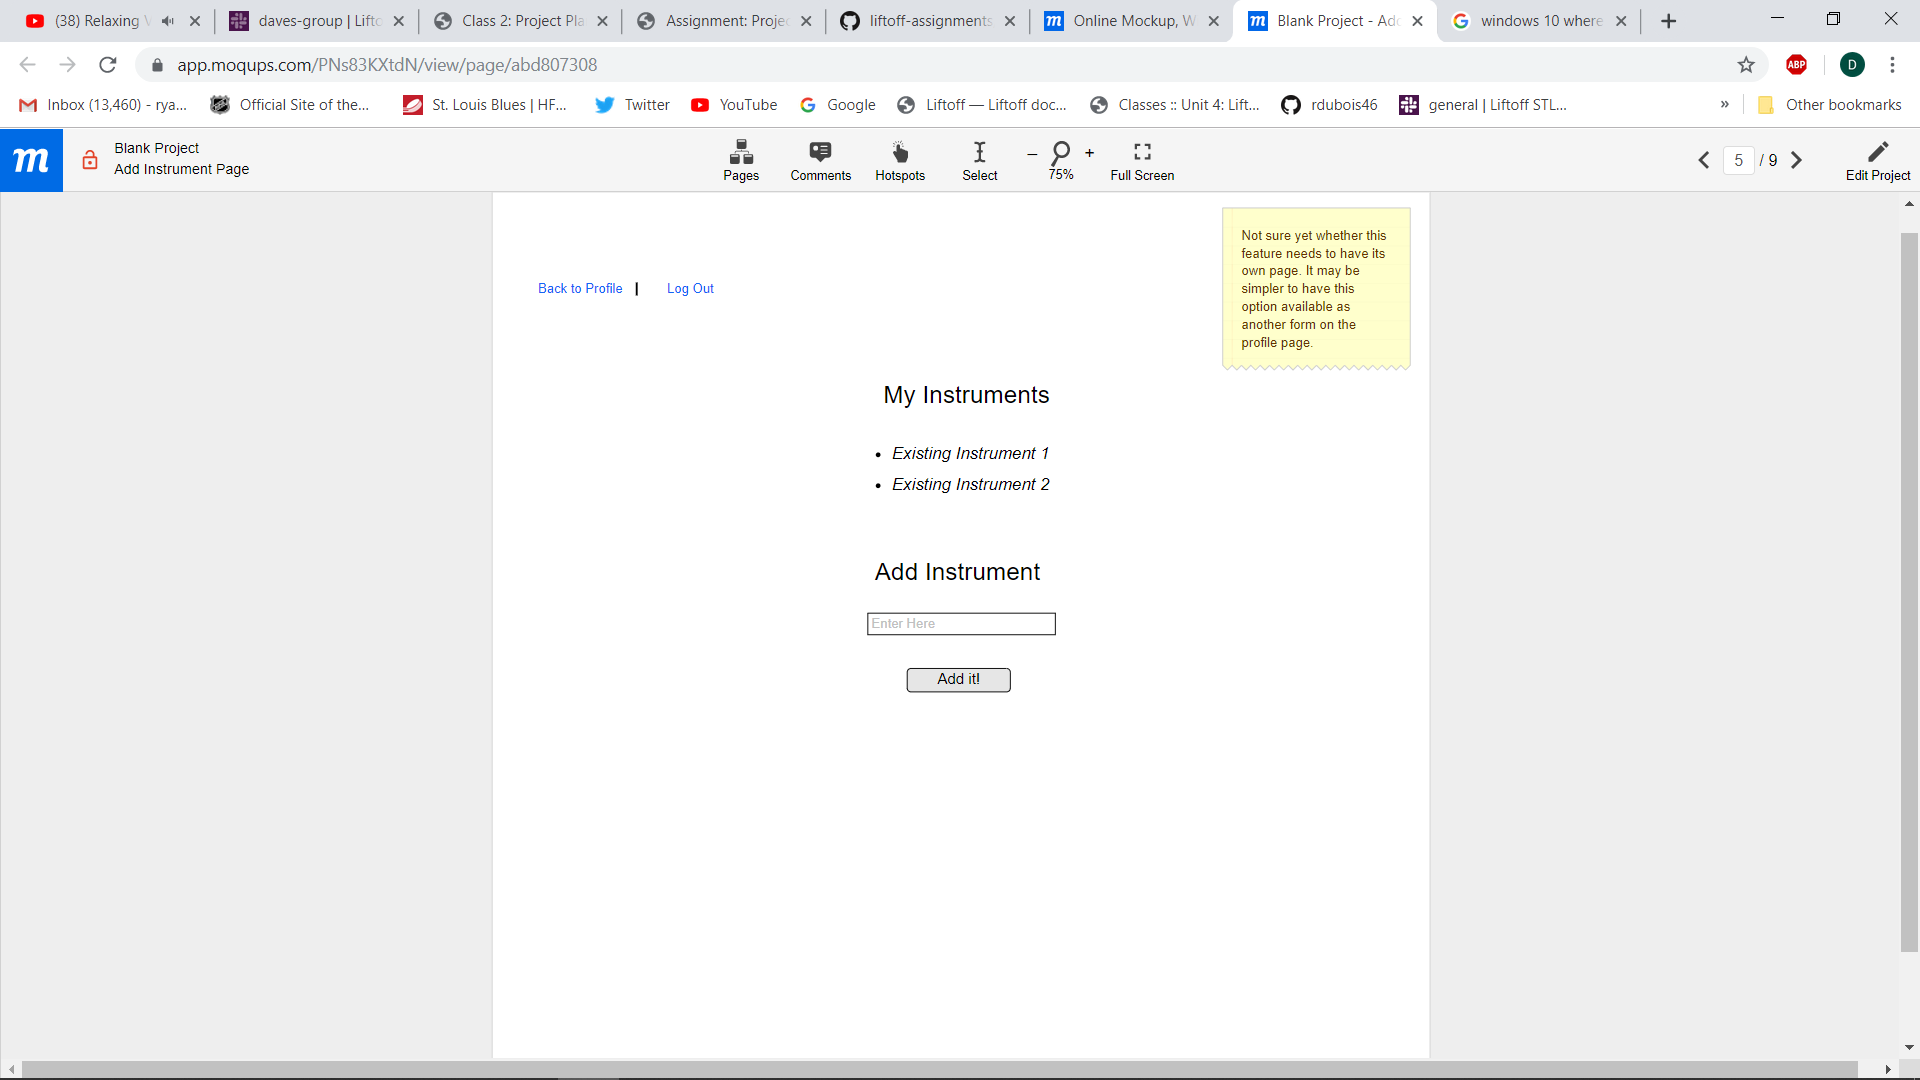 (38) Relaxing
daves-group | Lifto
Class 2: Project Pla
Assignment: Projec
liftoff-assignments
Online Mockup, W
Blank Project - Add
windows 10 where
app.moqups.com/PNs83KXtdN/view/page/abd807308
ABP
D
Inbox (13,460) - rya...
Official Site of the...
St. Louis Blues | HF...
Twitter
YouTube
Google
Liftoff — Liftoff doc...
Classes :: Unit 4: Lift...
rdubois46
general | Liftoff STL...
»
Other bookmarks
m
Blank Project
Add Instrument Page
Pages
Comments
Hotspots
Select
– 75% +
Full Screen
5 / 9
Edit Project
Not sure yet whether this
feature needs to have its
own page. It may be
simpler to have this
option available as
another form on the
profile page.
Back to Profile | Log Out
My Instruments
• Existing Instrument 1
• Existing Instrument 2
Add Instrument
Enter Here
Add it!